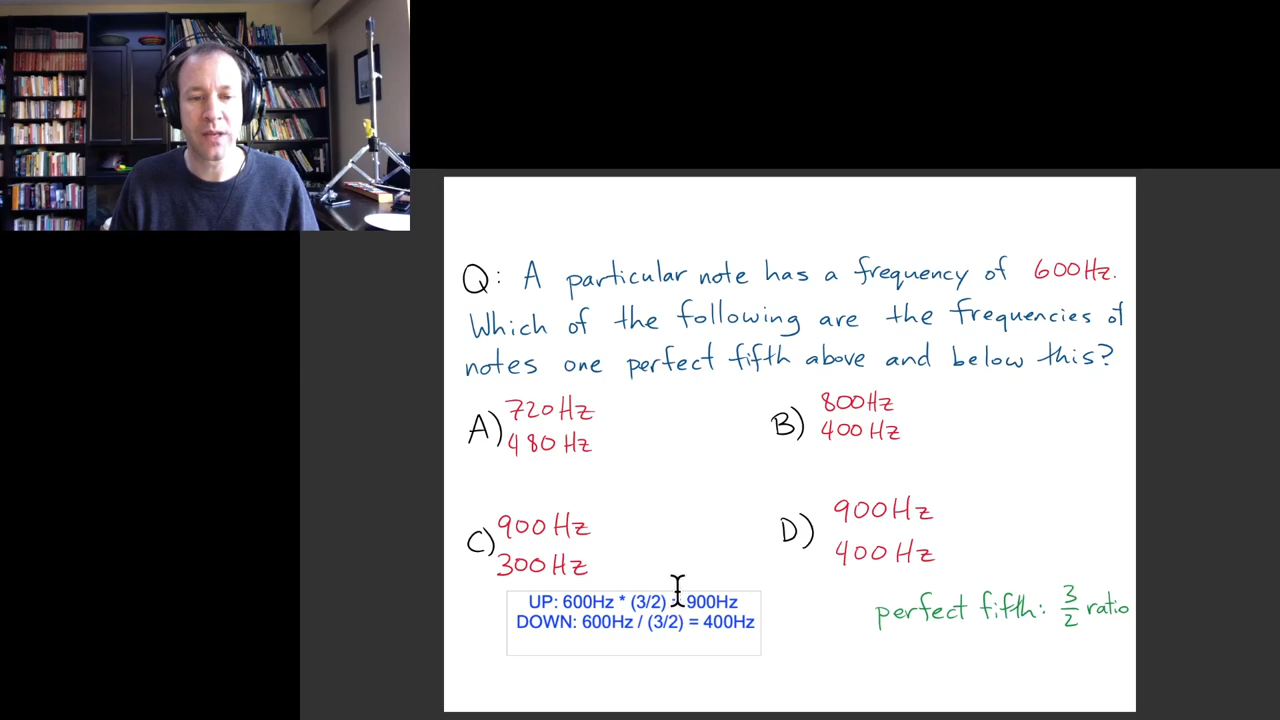 Q: A particular note has a frequency of 600Hz.
Which of the following are the frequencies of
notes one perfect fifth above and below this?
A) 720Hz
480 Hz
B) 800Hz
400 Hz
C) 900 Hz
300 Hz
D) 900Hz
400 Hz
UP: 600Hz * (3/2) = 900Hz
DOWN: 600Hz / (3/2) = 400Hz
perfect fifth: 3/2 ratio